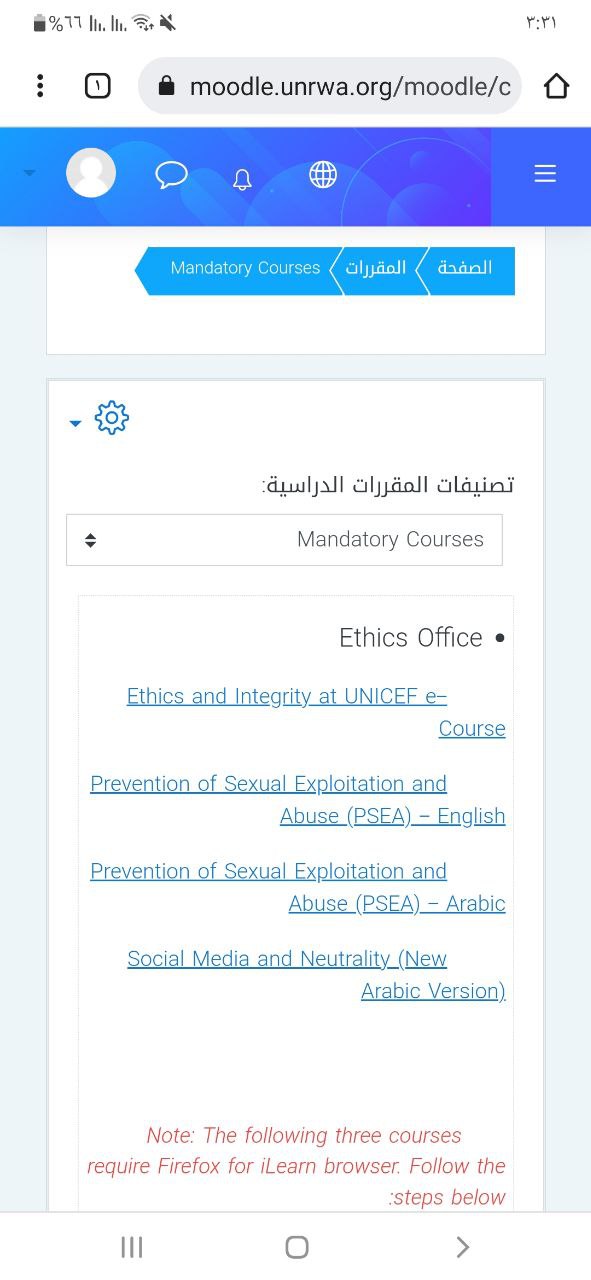 %٦٦
٣:٣١
١
moodle.unrwa.org/moodle/c
الصفحة
المقررات
Mandatory Courses
تصنيفات المقررات الدراسية:
Mandatory Courses
• Ethics Office
Ethics and Integrity at UNICEF e-
Course
Prevention of Sexual Exploitation and
Abuse (PSEA) - English
Prevention of Sexual Exploitation and
Abuse (PSEA) - Arabic
Social Media and Neutrality (New
Arabic Version)
Note: The following three courses
require Firefox for iLearn browser. Follow the
:steps below